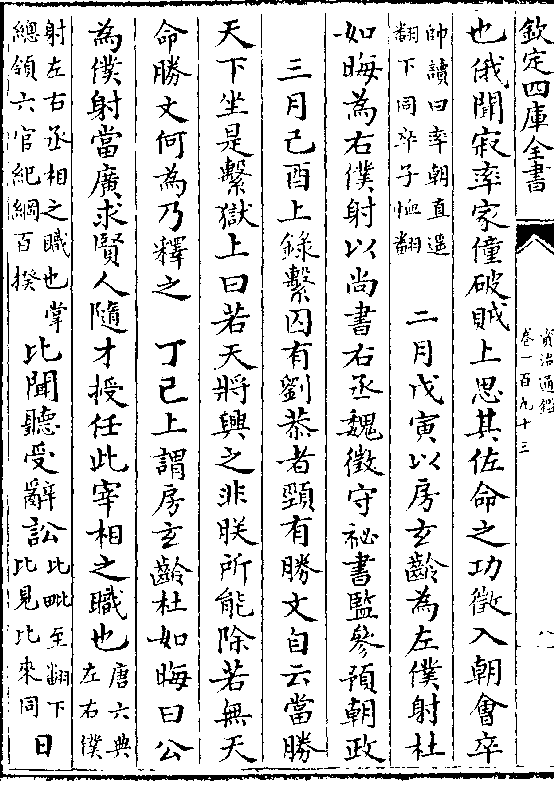 欽定四庫全書
資治通鑑
卷一百九十三
也俄聞寂率家僮破賊上思其佐命之功徵入朝會卒
帥讀曰率朝直遥翻下同卒子恤翻　二月戊寅以房玄齡為左僕射杜
如晦為右僕射以尚書右丞魏徵守祕書監參預朝政
三月己酉上錄繫囚有劉恭者頸有勝文自云當勝
天下坐是繫獄上曰若天將興之非朕所能除若無天
命勝文何為乃釋之　丁巳上謂房玄齡杜如晦曰公
為僕射當廣求賢人隨才授任此宰相之職也唐六典左右僕
射左右丞相之職也掌總領六官紀綱百揆比聞聽受辭訟比毗至翻下比見比來同日